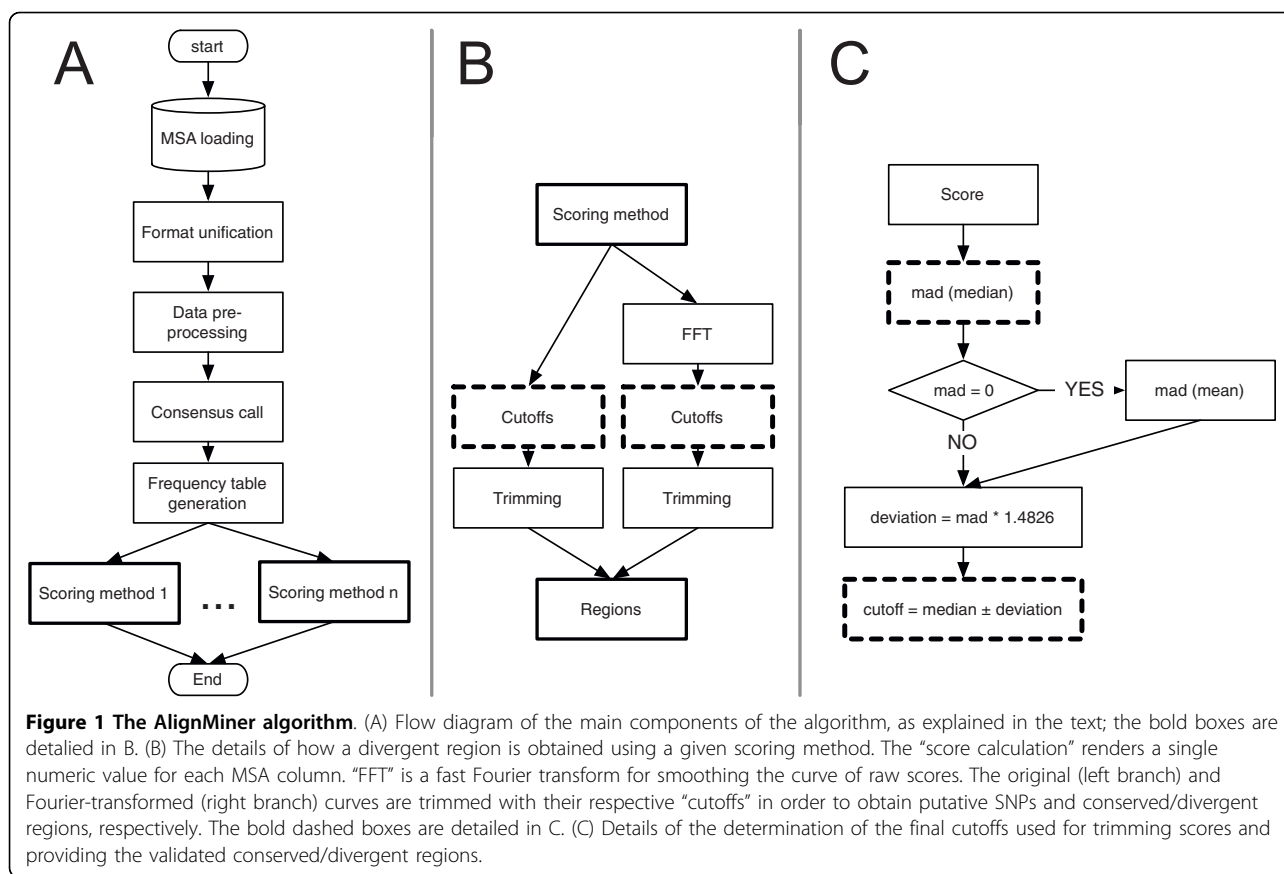 A
start
MSA loading
Format unification
Data pre-
processing
Consensus call
Frequency table
generation
Scoring method 1
...
Scoring method n
End
B
Scoring method
FFT
Cutoffs
Cutoffs
Trimming
Trimming
Regions
C
Score
mad (median)
mad = 0
YES
mad (mean)
NO
deviation = mad * 1.4826
cutoff = median ± deviation
Figure 1 The AlignMiner algorithm. (A) Flow diagram of the main components of the algorithm, as explained in the text; the bold boxes are
detalied in B. (B) The details of how a divergent region is obtained using a given scoring method. The “score calculation” renders a single
numeric value for each MSA column. “FFT” is a fast Fourier transform for smoothing the curve of raw scores. The original (left branch) and
Fourier-transformed (right branch) curves are trimmed with their respective “cutoffs” in order to obtain putative SNPs and conserved/divergent
regions, respectively. The bold dashed boxes are detailed in C. (C) Details of the determination of the final cutoffs used for trimming scores and
providing the validated conserved/divergent regions.